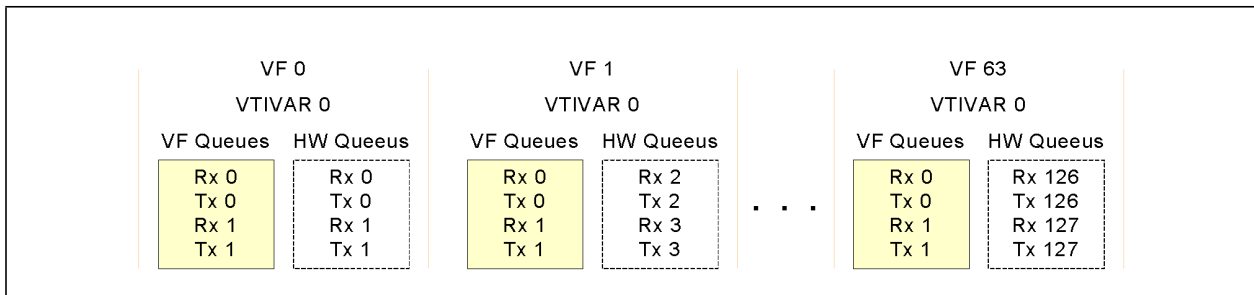 VF 0
VTIVAR 0
VF Queues HW Queeus
Rx 0 Rx 0
Tx 0 Tx 0
Rx 1 Rx 1
Tx 1 Tx 1
VF 1
VTIVAR 0
VF Queues HW Queeus
Rx 0 Rx 2
Tx 0 Tx 2
Rx 1 Rx 3
Tx 1 Tx 3
. . .
VF 63
VTIVAR 0
VF Queues HW Queeus
Rx 0 Rx 126
Tx 0 Tx 126
Rx 1 Rx 127
Tx 1 Tx 127